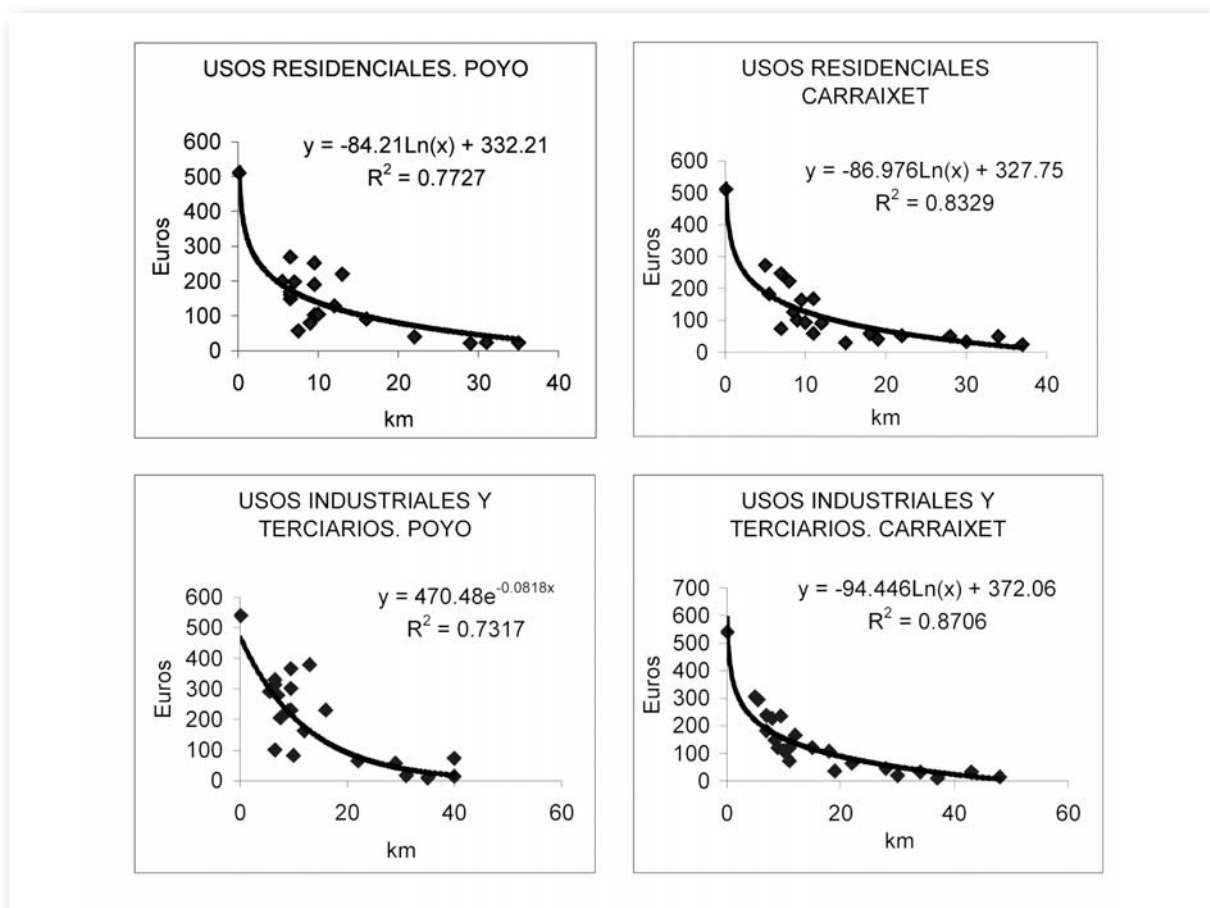 USOS RESIDENCIALES. POYO
y = -84.21Ln(x) + 332.21
R² = 0.7727
600
500
400
300
200
100
0
Euros
0 10 20 30 40
km
USOS RESIDENCIALES
CARRAIXET
y = -86.976Ln(x) + 327.75
R² = 0.8329
600
500
400
300
200
100
0
Euros
0 10 20 30 40
km
USOS INDUSTRIALES Y
TERCIARIOS. POYO
y = 470.48e^-0.0818x
R² = 0.7317
600
500
400
300
200
100
0
Euros
0 20 40 60
km
USOS INDUSTRIALES Y
TERCIARIOS. CARRAIXET
y = -94.446Ln(x) + 372.06
R² = 0.8706
700
600
500
400
300
200
100
0
Euros
0 20 40 60
km